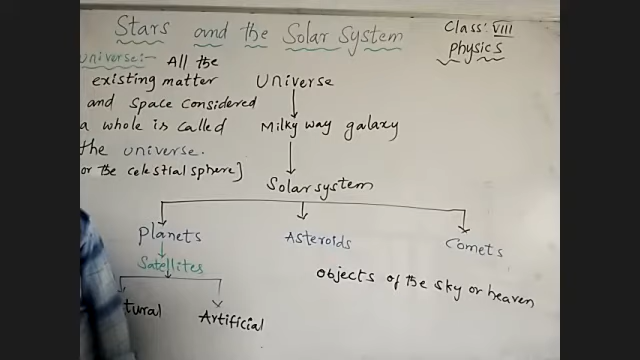 Stars and the Solar System
Class: VIII
Physics
universe:- All the
existing matter
and space considered
a whole is called
the universe.
or the celestial sphere]
Universe
Milky way galaxy
Solar system
Planets
Asteroids
Comets
Satellites
tural
Artificial
objects of the sky or heaven